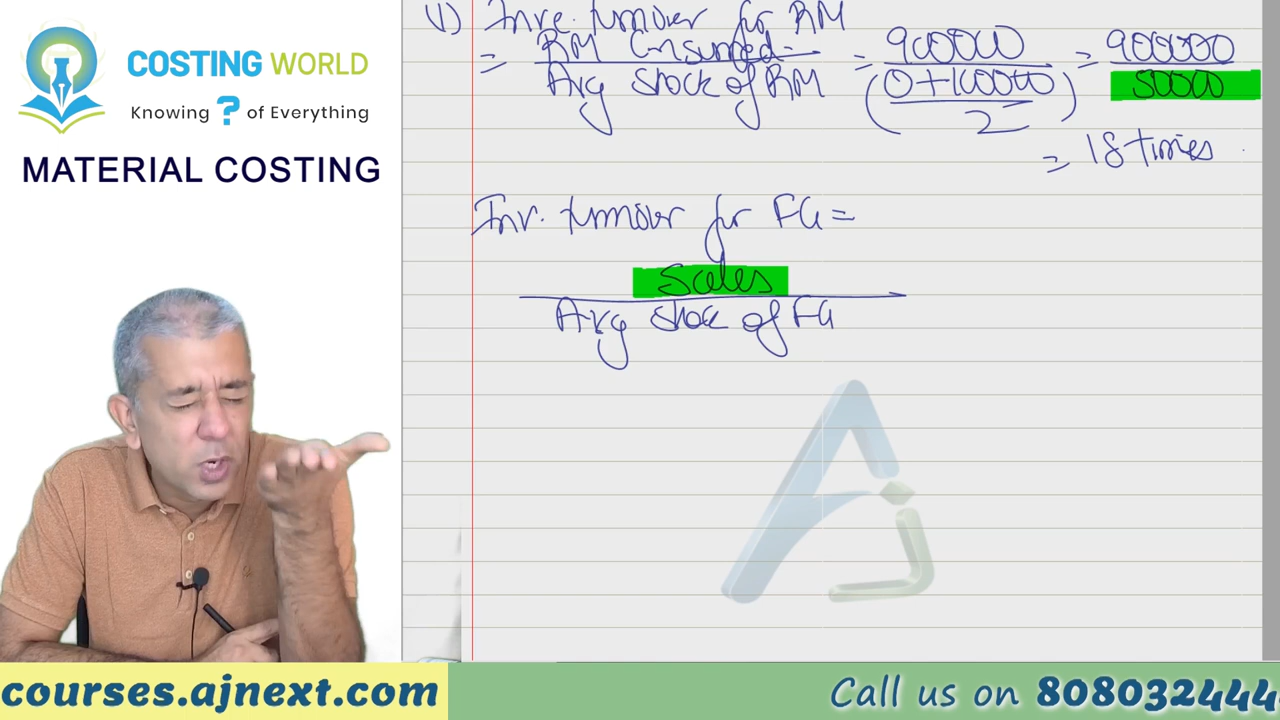 COSTING WORLD
Knowing ? of Everything
MATERIAL COSTING
(1) Inve. turnover for RM
= RM Consumed = 900000 = 900000
Avg stock of RM (0+100000) 50000
2
= 18 times
Inv. turnover for FG =
Sales
Avg stock of FG
courses.ajnext.com
Call us on 808032444